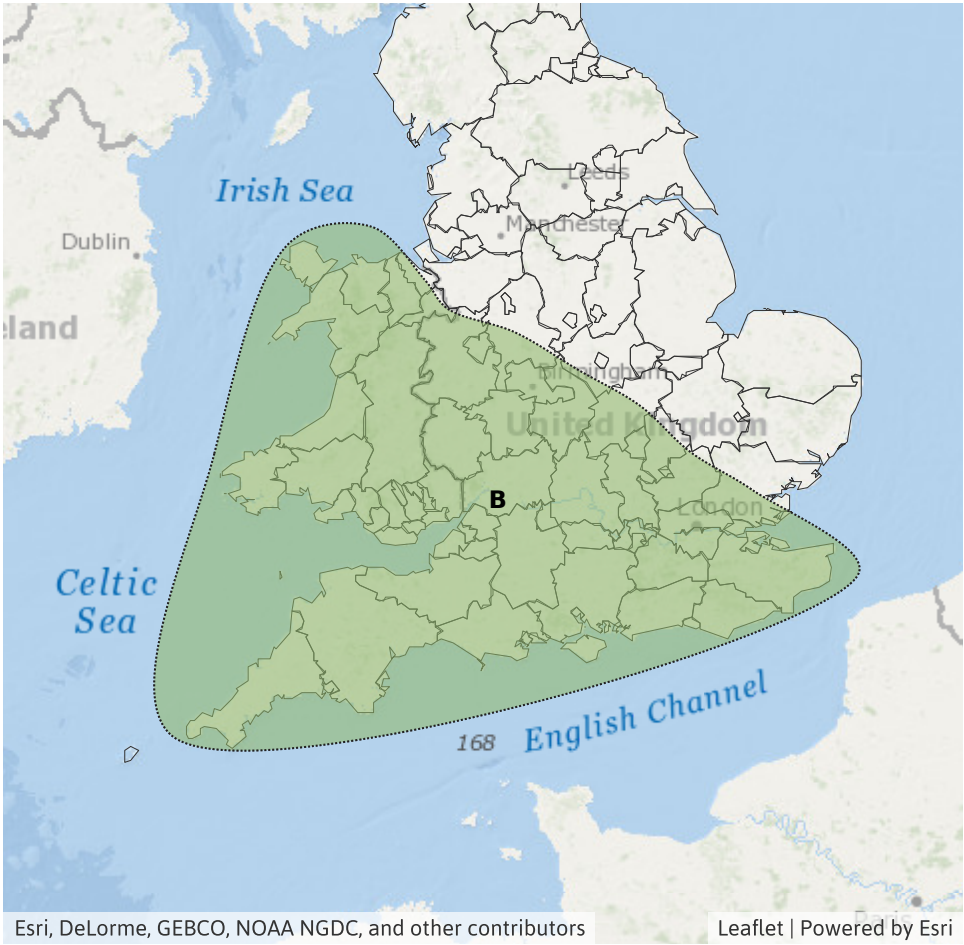 Leeds
Irish Sea
Manchester
Dublin
eland
Birmingham
United Kingdom
B
London
Celtic
Sea
English Channel
168
Paris
Esri, DeLorme, GEBCO, NOAA NGDC, and other contributors
Leaflet | Powered by Esri